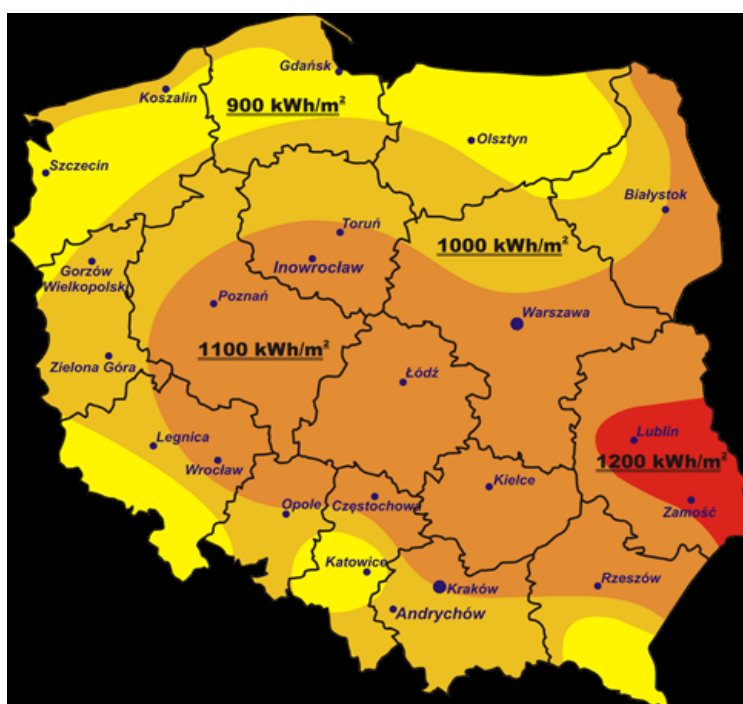 Gdańsk
Koszalin
900 kWh/m²
Olsztyn
Szczecin
Białystok
Toruń
1000 kWh/m²
Gorzów
Wielkopolski
Inowrocław
Poznań
Warszawa
1100 kWh/m²
Zielona Góra
Łódź
Legnica
Lublin
Wrocław
1200 kWh/m²
Kielce
Opole
Częstochowa
Zamość
Katowice
Kraków
Rzeszów
Andrychów